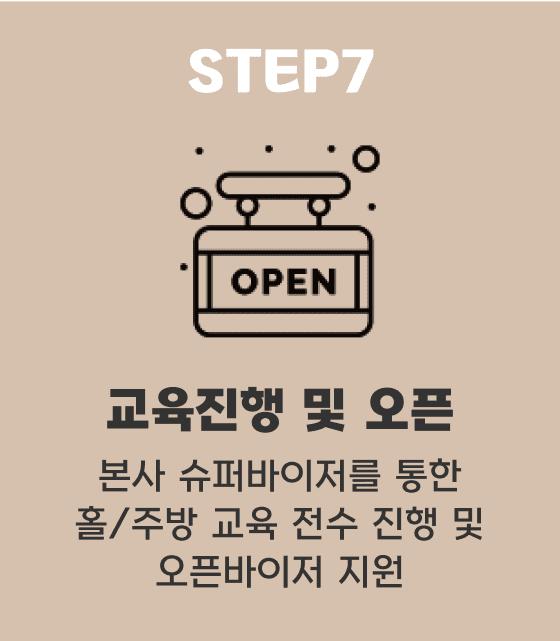 STEP7
OPEN
교육진행 및 오픈
본사 슈퍼바이저를 통한
홀/주방 교육 전수 진행 및
오픈바이저 지원